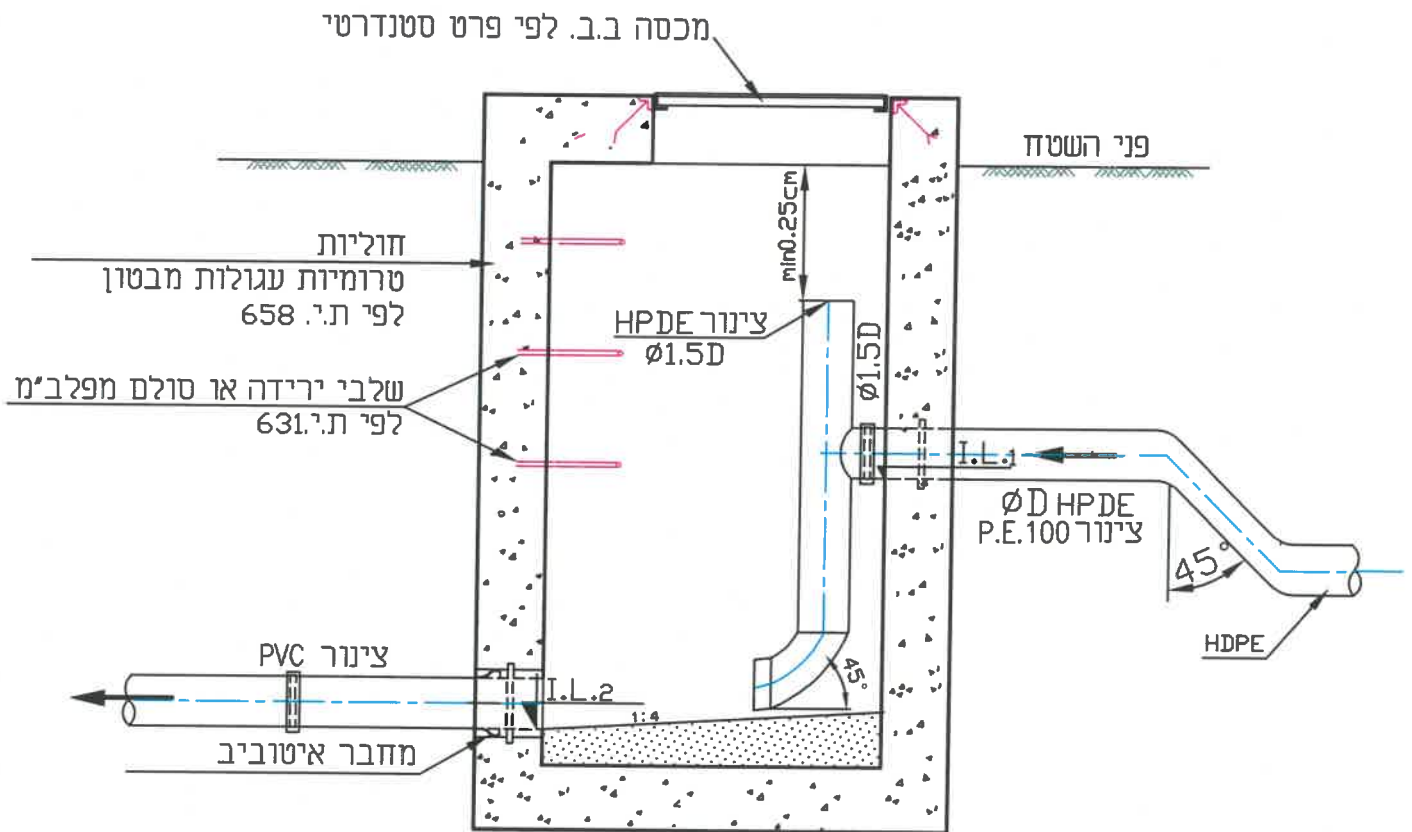 מכסה ב.ב. לפי פרט סטנדרטי
פני השטח
min0.25cm
חוליות
טרומיות עגולות מבטון
לפי ת.י. 658
צינור HPDE
Ø1.5D
Ø1.5D
שלבי ירידה או סולם מפלב"מ
לפי ת.י.631
I.L.1
ØD HPDE
צינור P.E.100
45°
HDPE
צינור PVC
I.L.2
45°
1:4
מחבר איטוביב